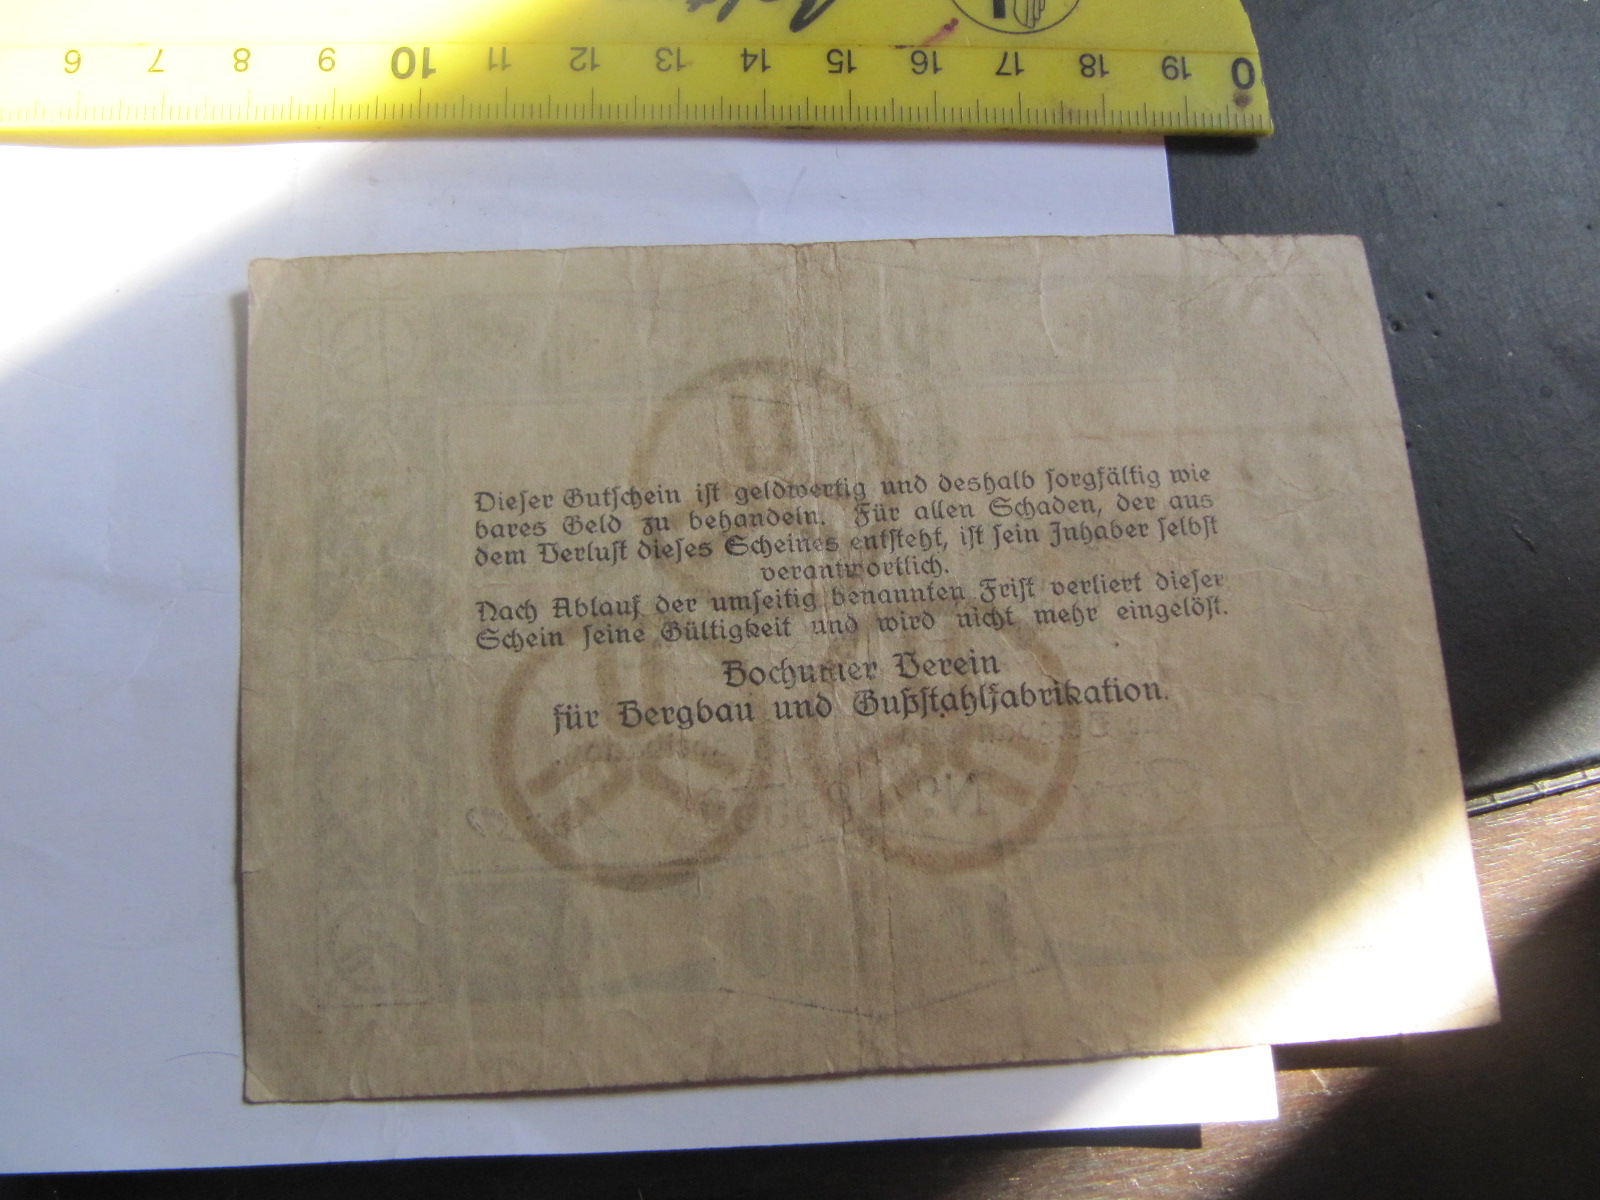 6 7 8 9 10 11 12 13 14 15 16 17 18 19 0
U
Dieser Gutschein ist geldwertig und deshalb sorgfältig wie
bares Geld zu behandeln. Für allen Schaden, der aus
dem Verlust dieses Scheines entsteht, ist sein Inhaber selbst
verantwortlich.
Nach Ablauf der umseitig benannten Frist verliert dieser
Schein seine Gültigkeit und wird nicht mehr eingelöst.
Bochumer Verein
für Bergbau und Gußstahlfabrikation.
No